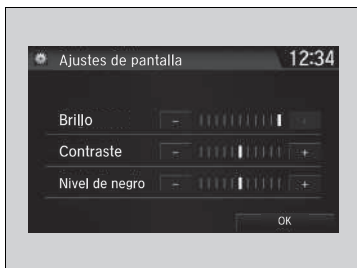 Ajustes de pantalla 12:34
Brillo -
Contraste - +
Nivel de negro - +
OK